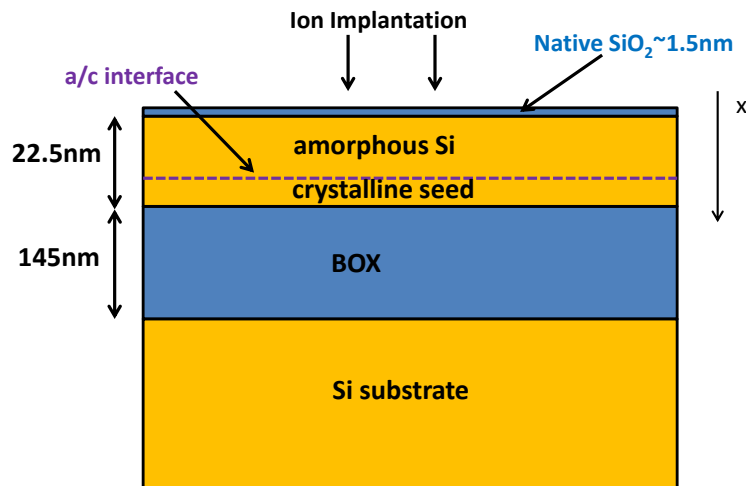 Ion Implantation
Native SiO₂~1.5nm
a/c interface
x
22.5nm
amorphous Si
crystalline seed
145nm
BOX
Si substrate